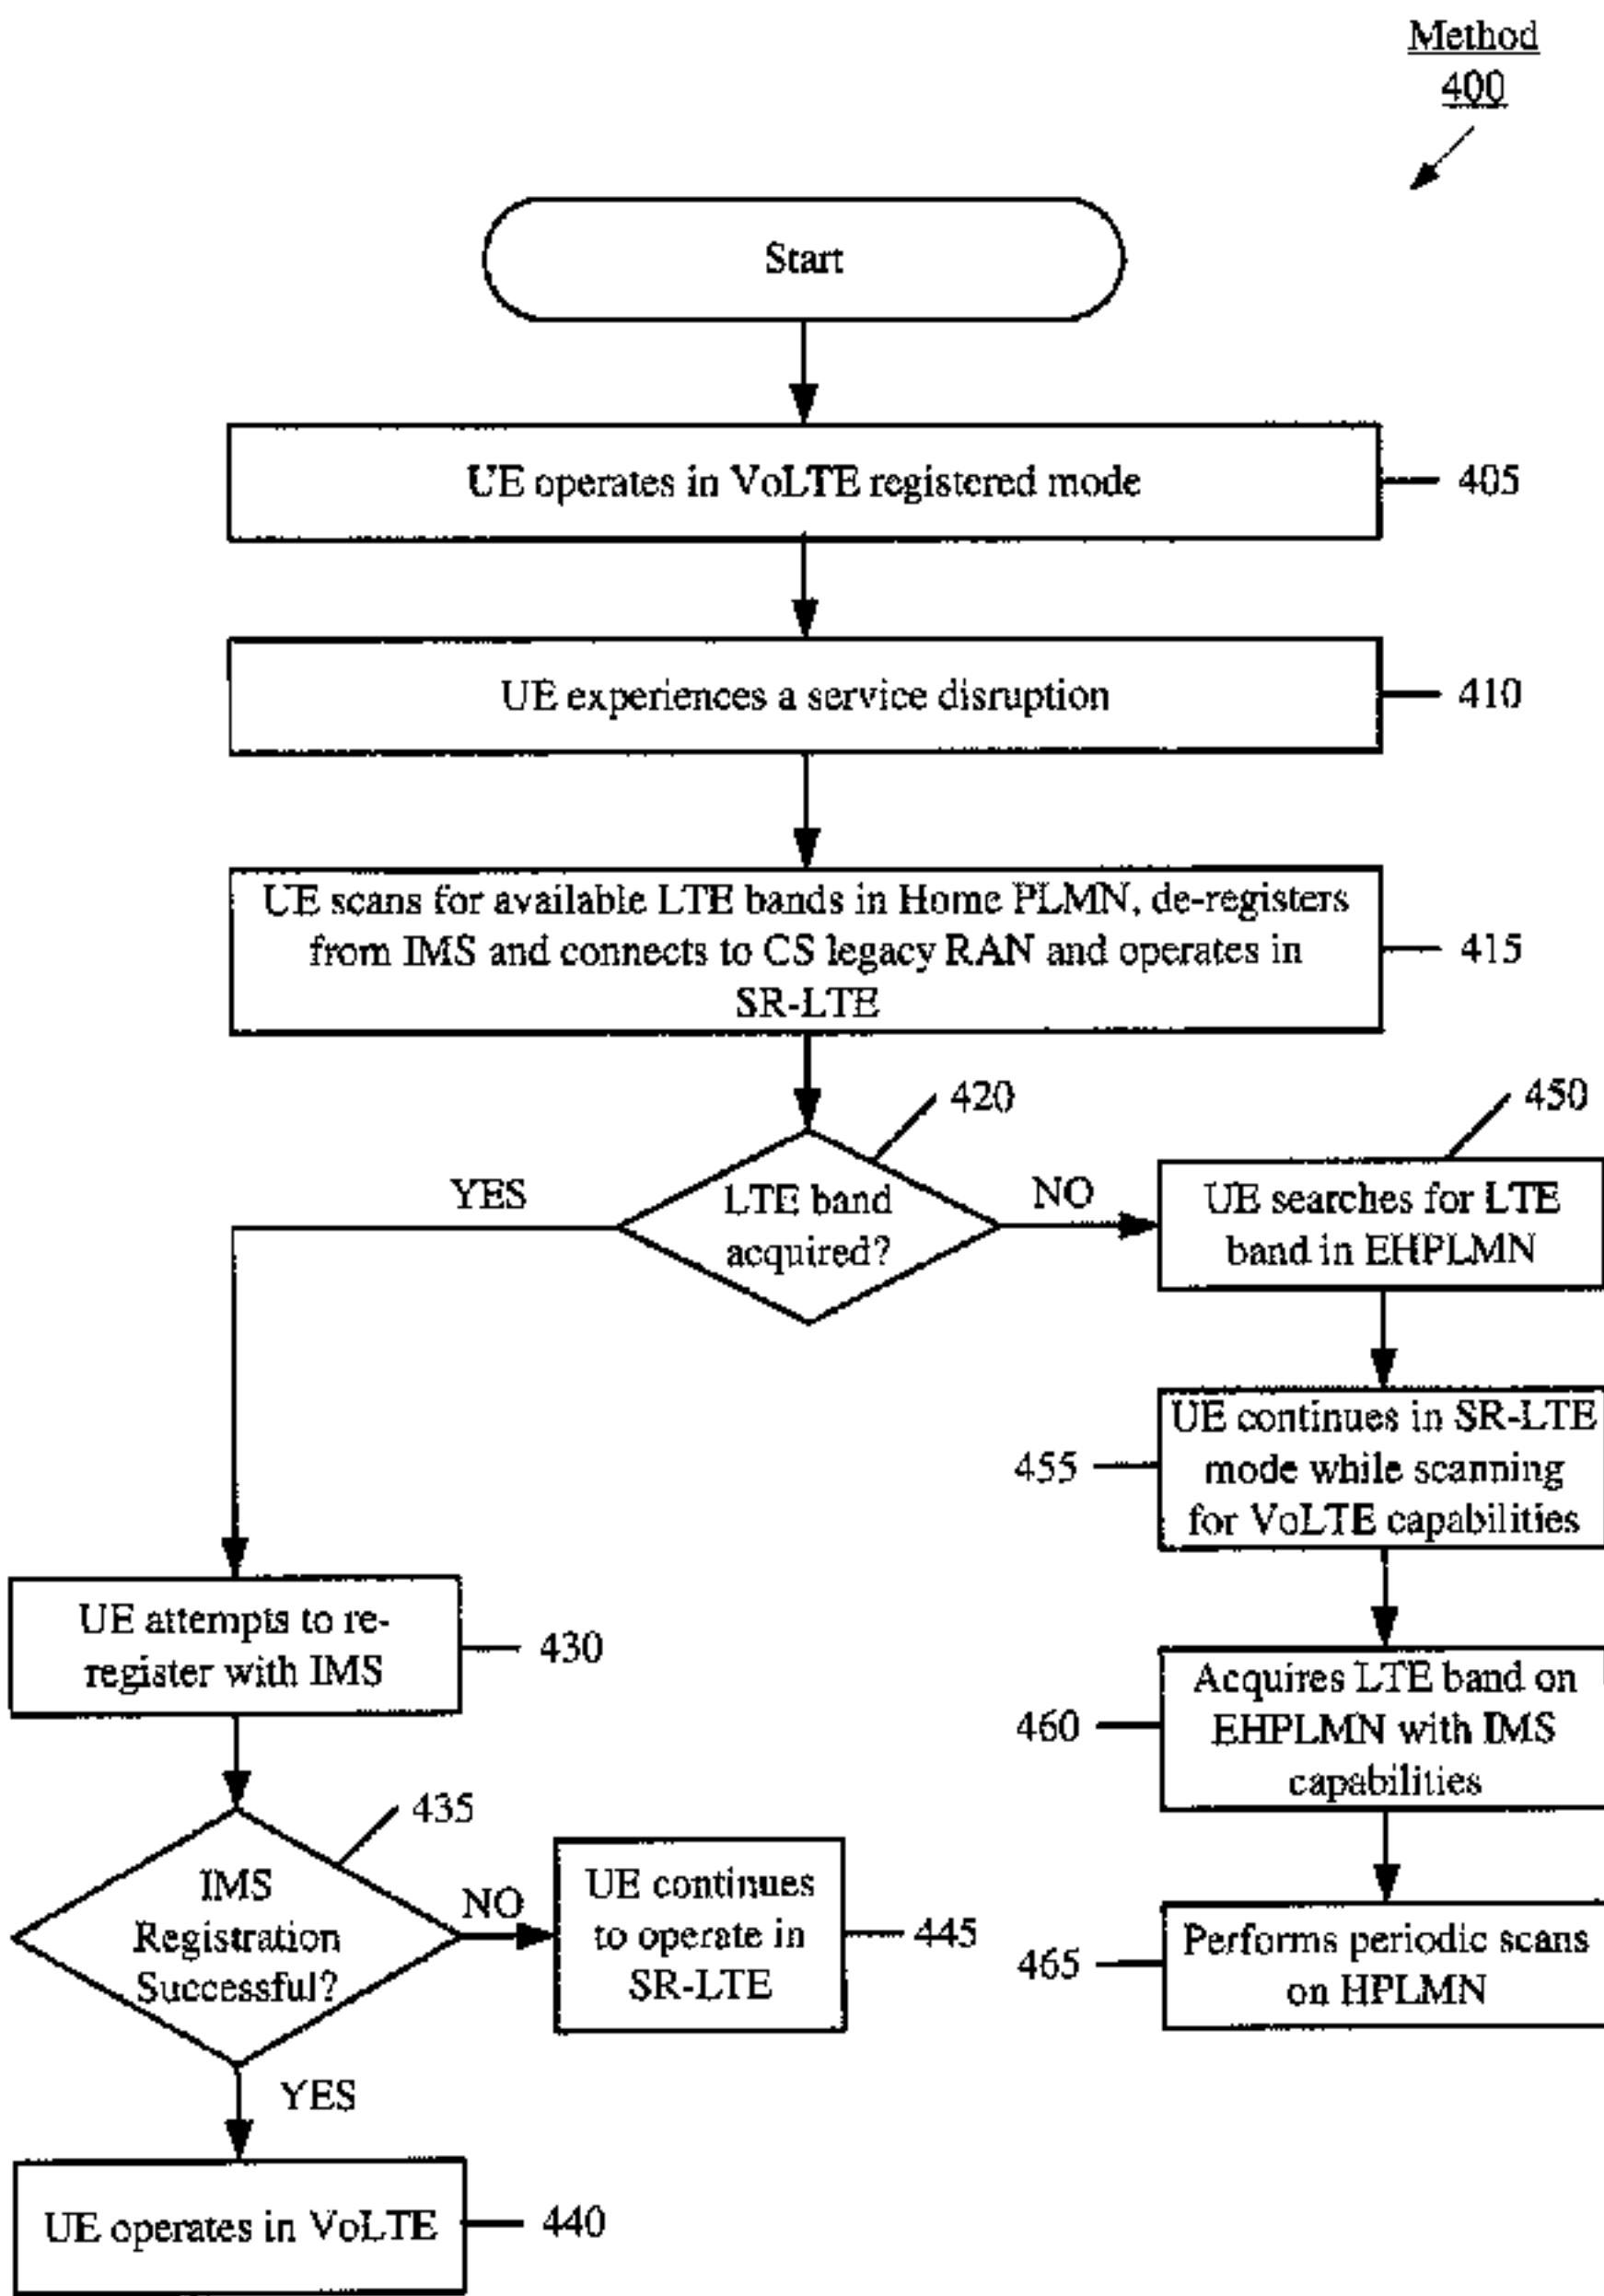 Method
400
Start
UE operates in VoLTE registered mode
405
UE experiences a service disruption
410
UE scans for available LTE bands in Home PLMN, de-registers
from IMS and connects to CS legacy RAN and operates in
SR-LTE
415
420
LTE band
acquired?
YES
NO
450
UE searches for LTE
band in EHPLMN
455
UE continues in SR-LTE
mode while scanning
for VoLTE capabilities
UE attempts to re-
register with IMS
430
460
Acquires LTE band on
EHPLMN with IMS
capabilities
435
IMS
Registration
Successful?
NO
UE continues
to operate in
SR-LTE
445
465
Performs periodic scans
on HPLMN
YES
UE operates in VoLTE
440